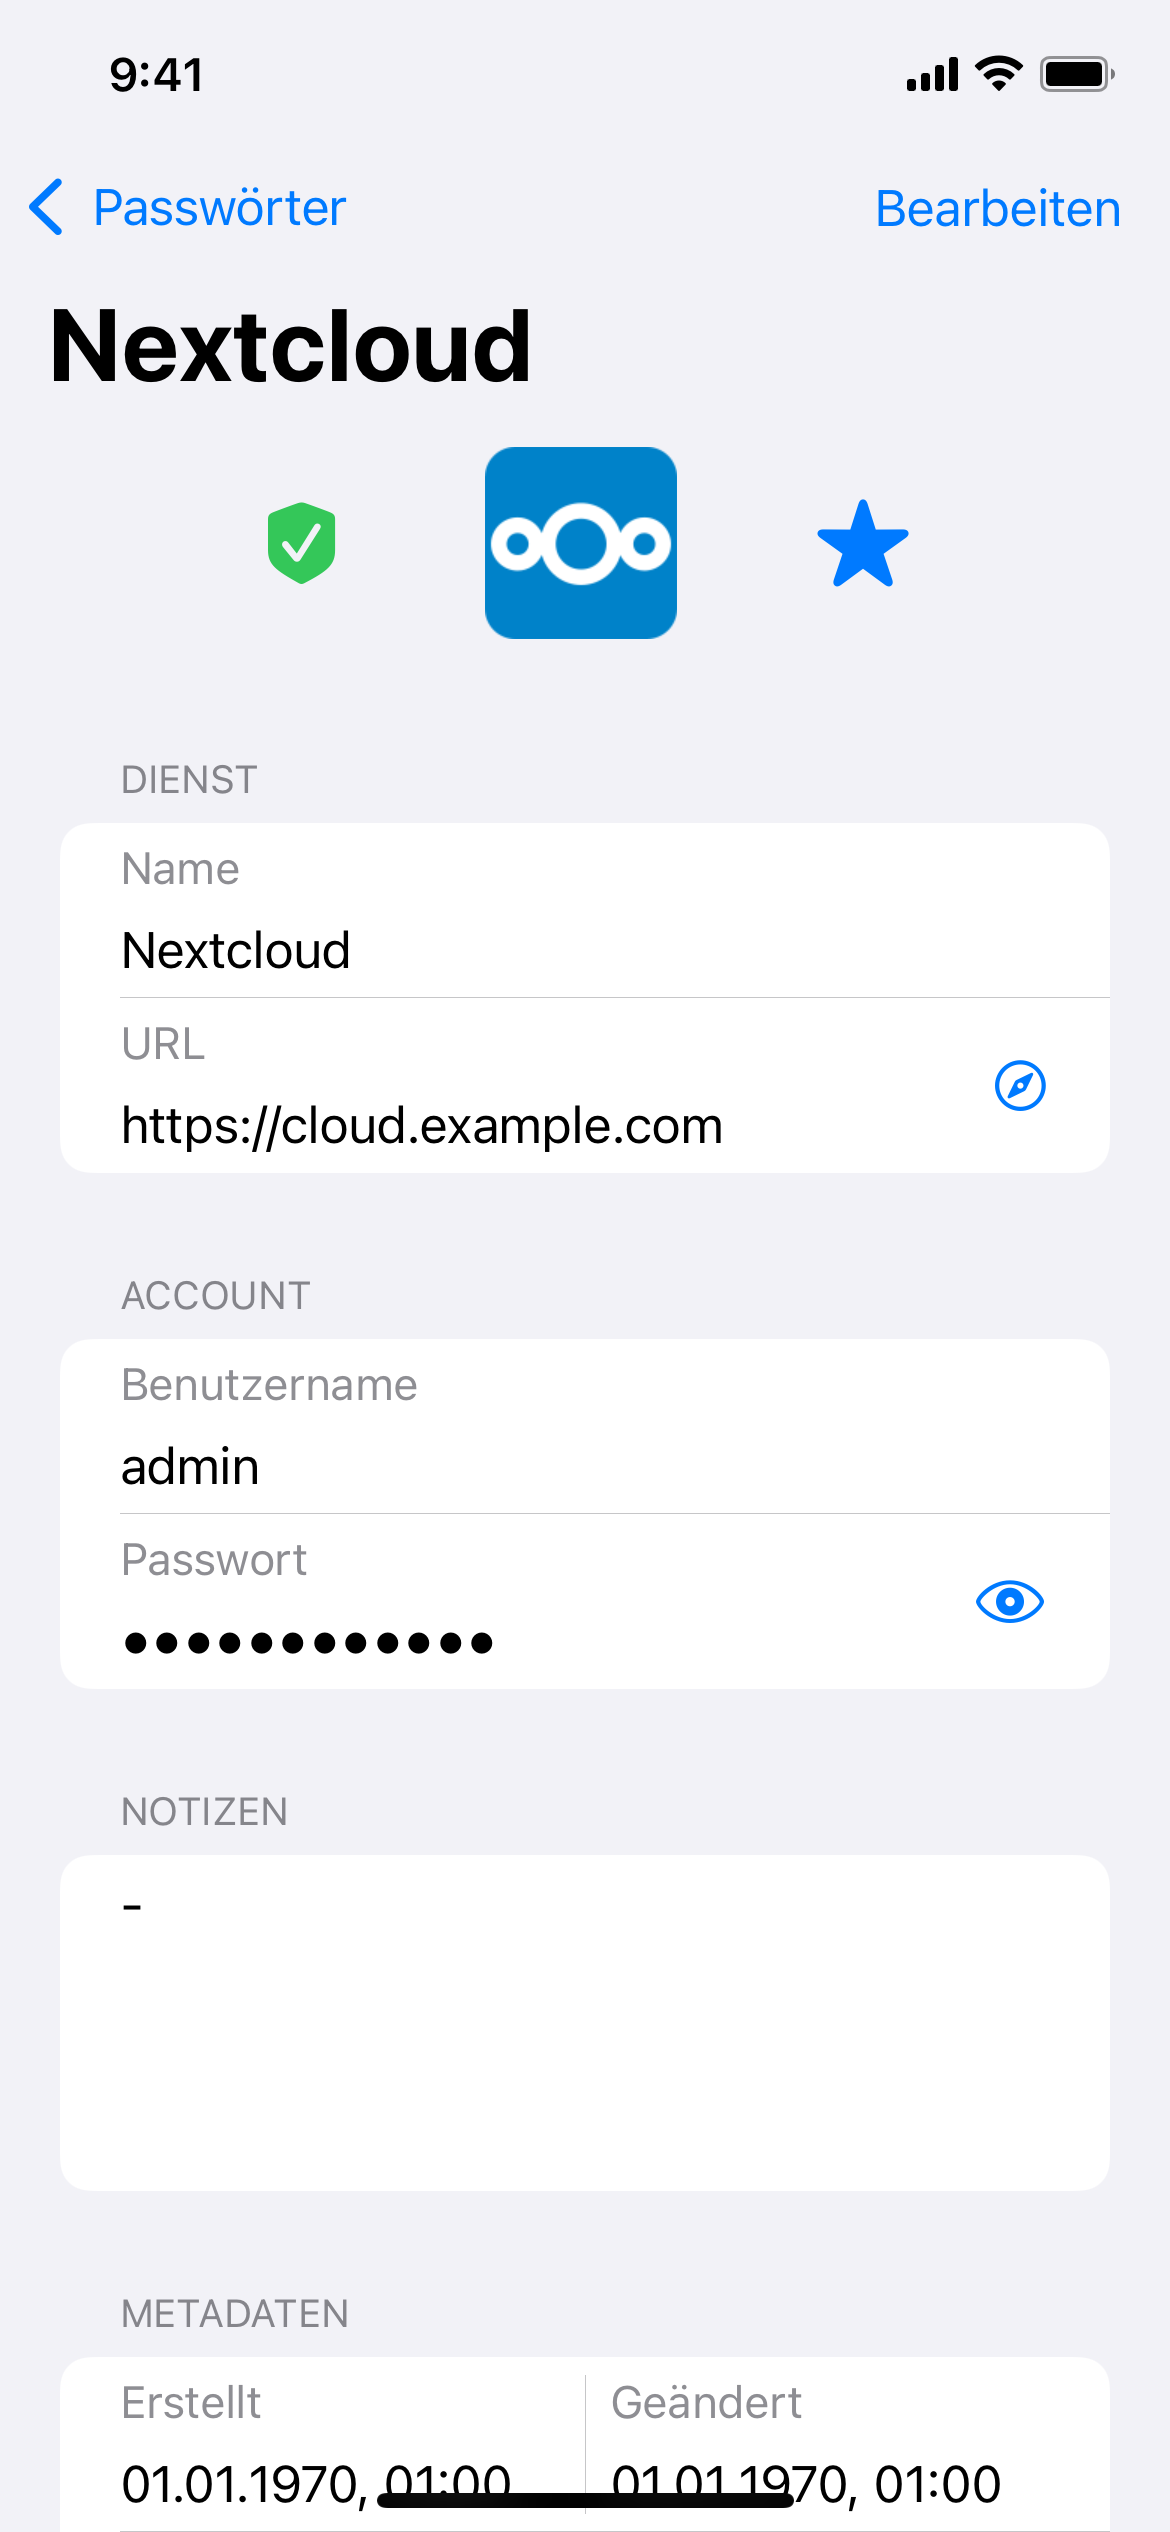 9:41
Passwörter
Bearbeiten
Nextcloud
DIENST
Name
Nextcloud
URL
https://cloud.example.com
ACCOUNT
Benutzername
admin
Passwort
●●●●●●●●●●●●
NOTIZEN
-
METADATEN
Erstellt
Geändert
01.01.1970, 01:00
01.01.1970, 01:00